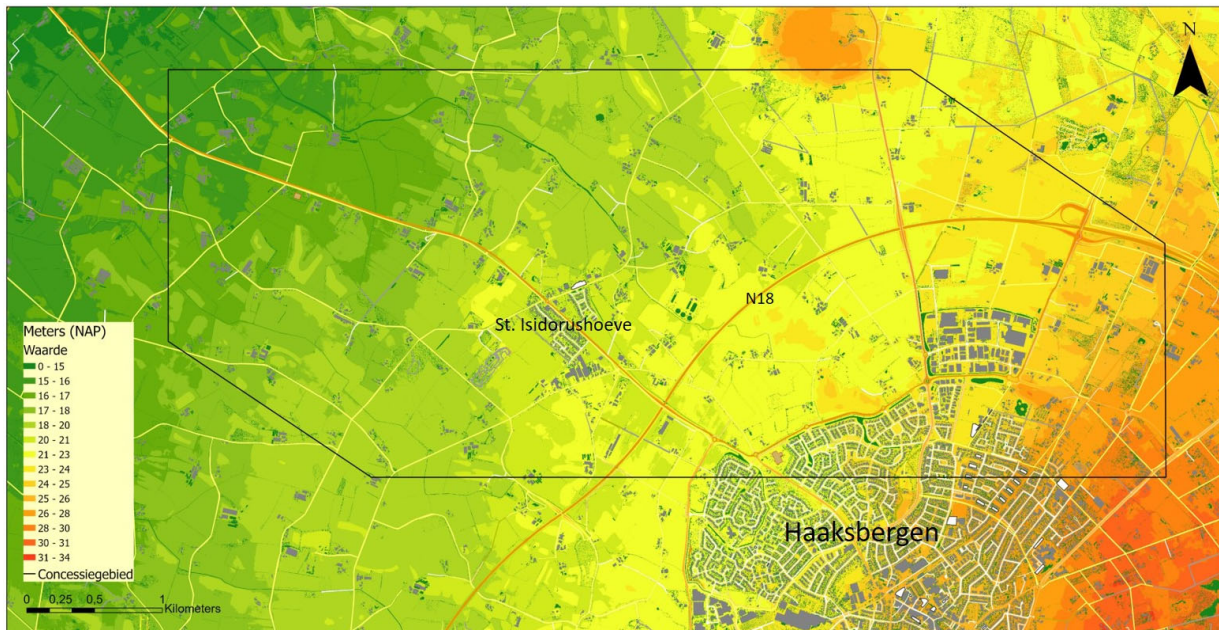 N
N18
St. Isidorushoeve
Haaksbergen
Meters (NAP)
Waarde
0 - 15
15 - 16
16 - 17
17 - 18
18 - 20
20 - 21
21 - 23
23 - 24
24 - 25
25 - 26
26 - 28
28 - 30
30 - 31
31 - 34
Concessiegebied
0 0,25 0,5 1
Kilometers